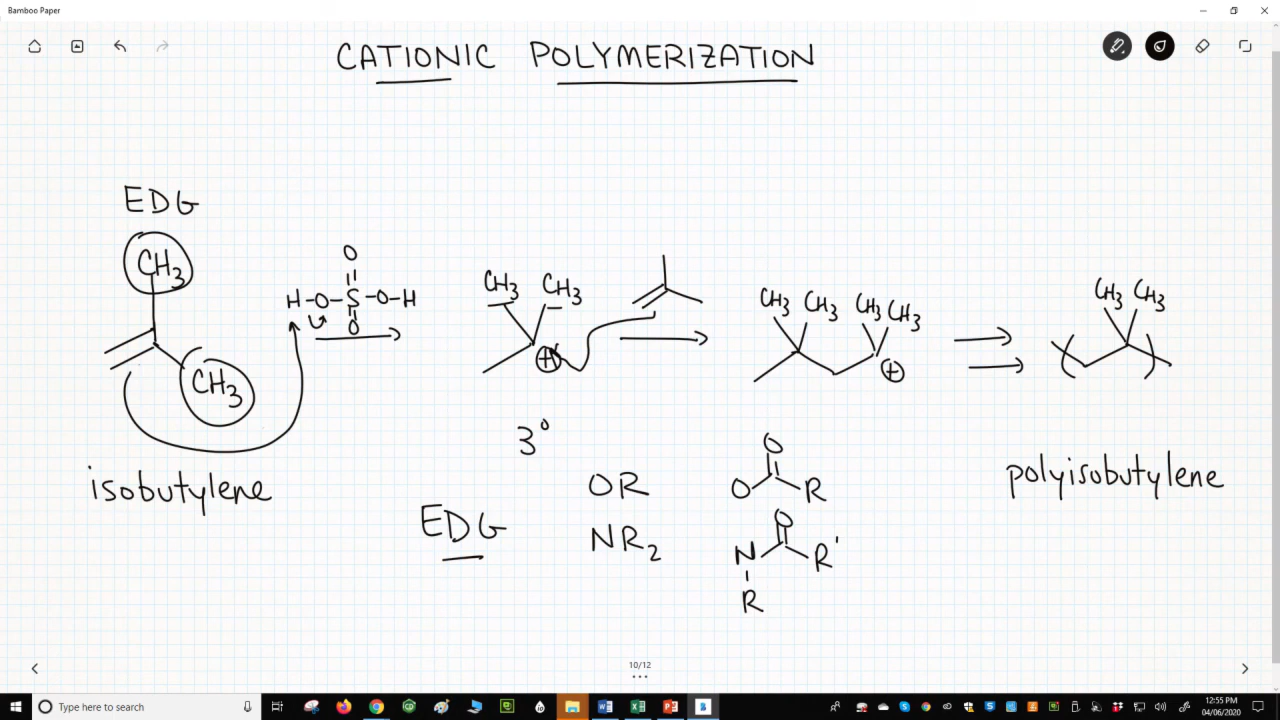 Bamboo Paper
CATIONIC POLYMERIZATION
EDG
CH3
CH3
O
H-O-S-O-H
O
CH3 CH3
+
CH3 CH3 CH3 CH3
+
CH3 CH3
isobutylene
3°
EDG
OR
NR2
O
O R
O
N R'
R
polyisobutylene
10/12
Type here to search
12:55 PM
04/06/2020